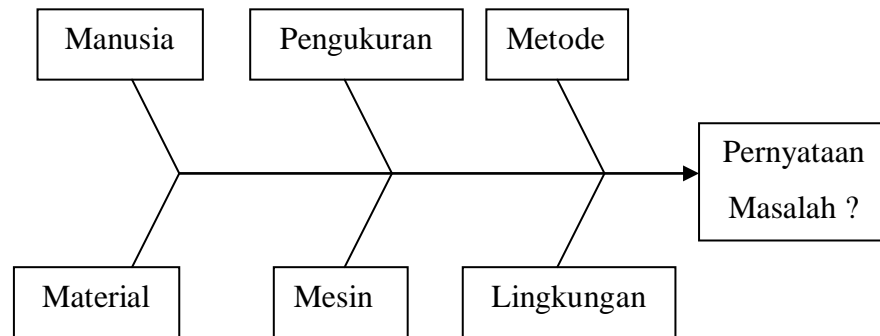 Manusia
Pengukuran
Metode
Pernyataan
Masalah ?
Material
Mesin
Lingkungan